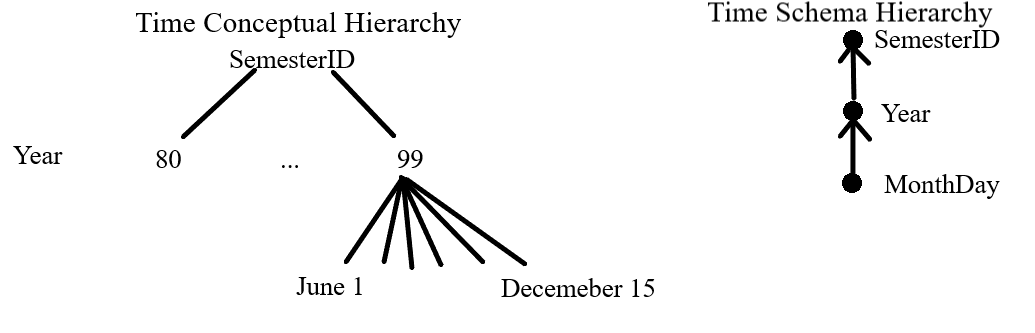 Time Conceptual Hierarchy
SemesterID
Year 80 ... 99
June 1 Decemeber 15
Time Schema Hierarchy
SemesterID
Year
MonthDay